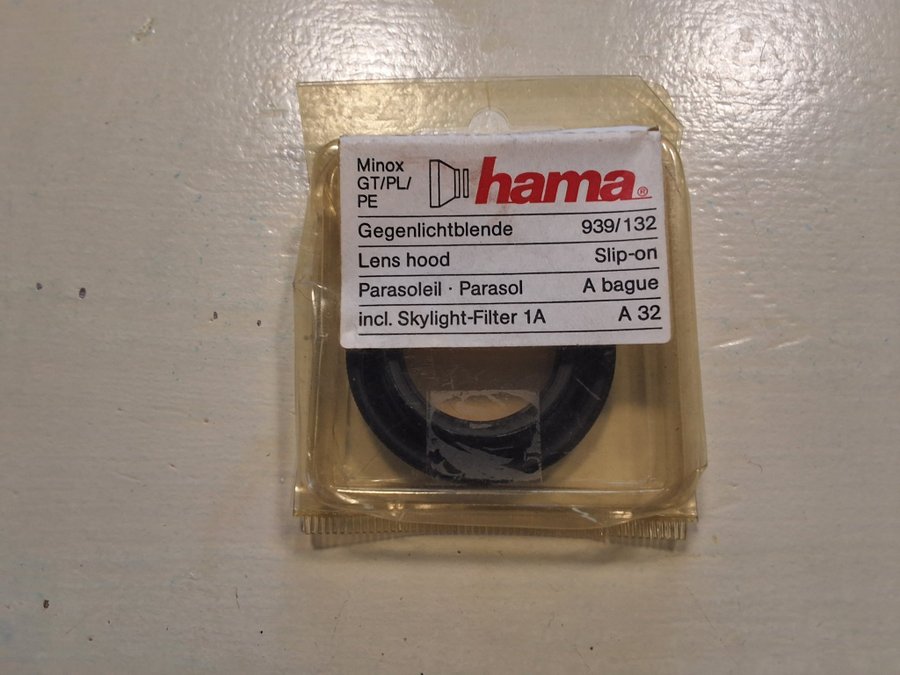 Minox
GT/PL/
PE
hama®
Gegenlichtblende 939/132
Lens hood Slip-on
Parasoleil · Parasol A bague
incl. Skylight-Filter 1A A 32